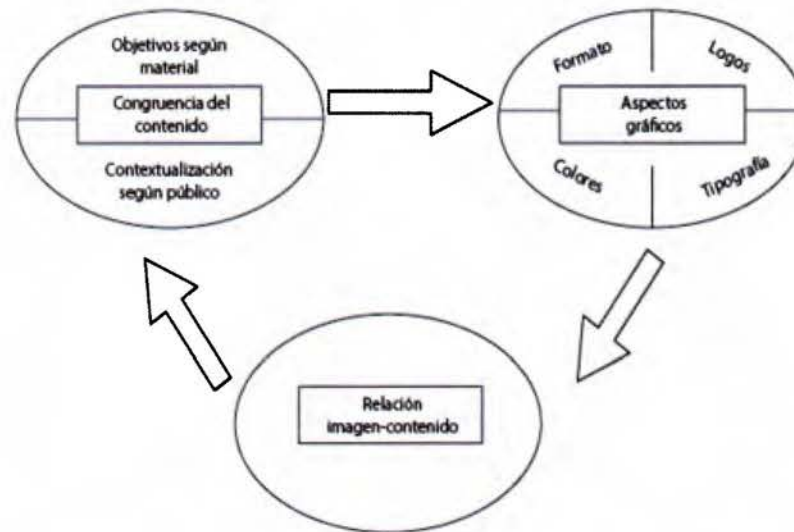 Objetivos según
material
Congruencia del
contenido
Contextualización
según público
Formato
Logos
Aspectos
gráficos
Colores
Tipografía
Relación
imagen-contenido